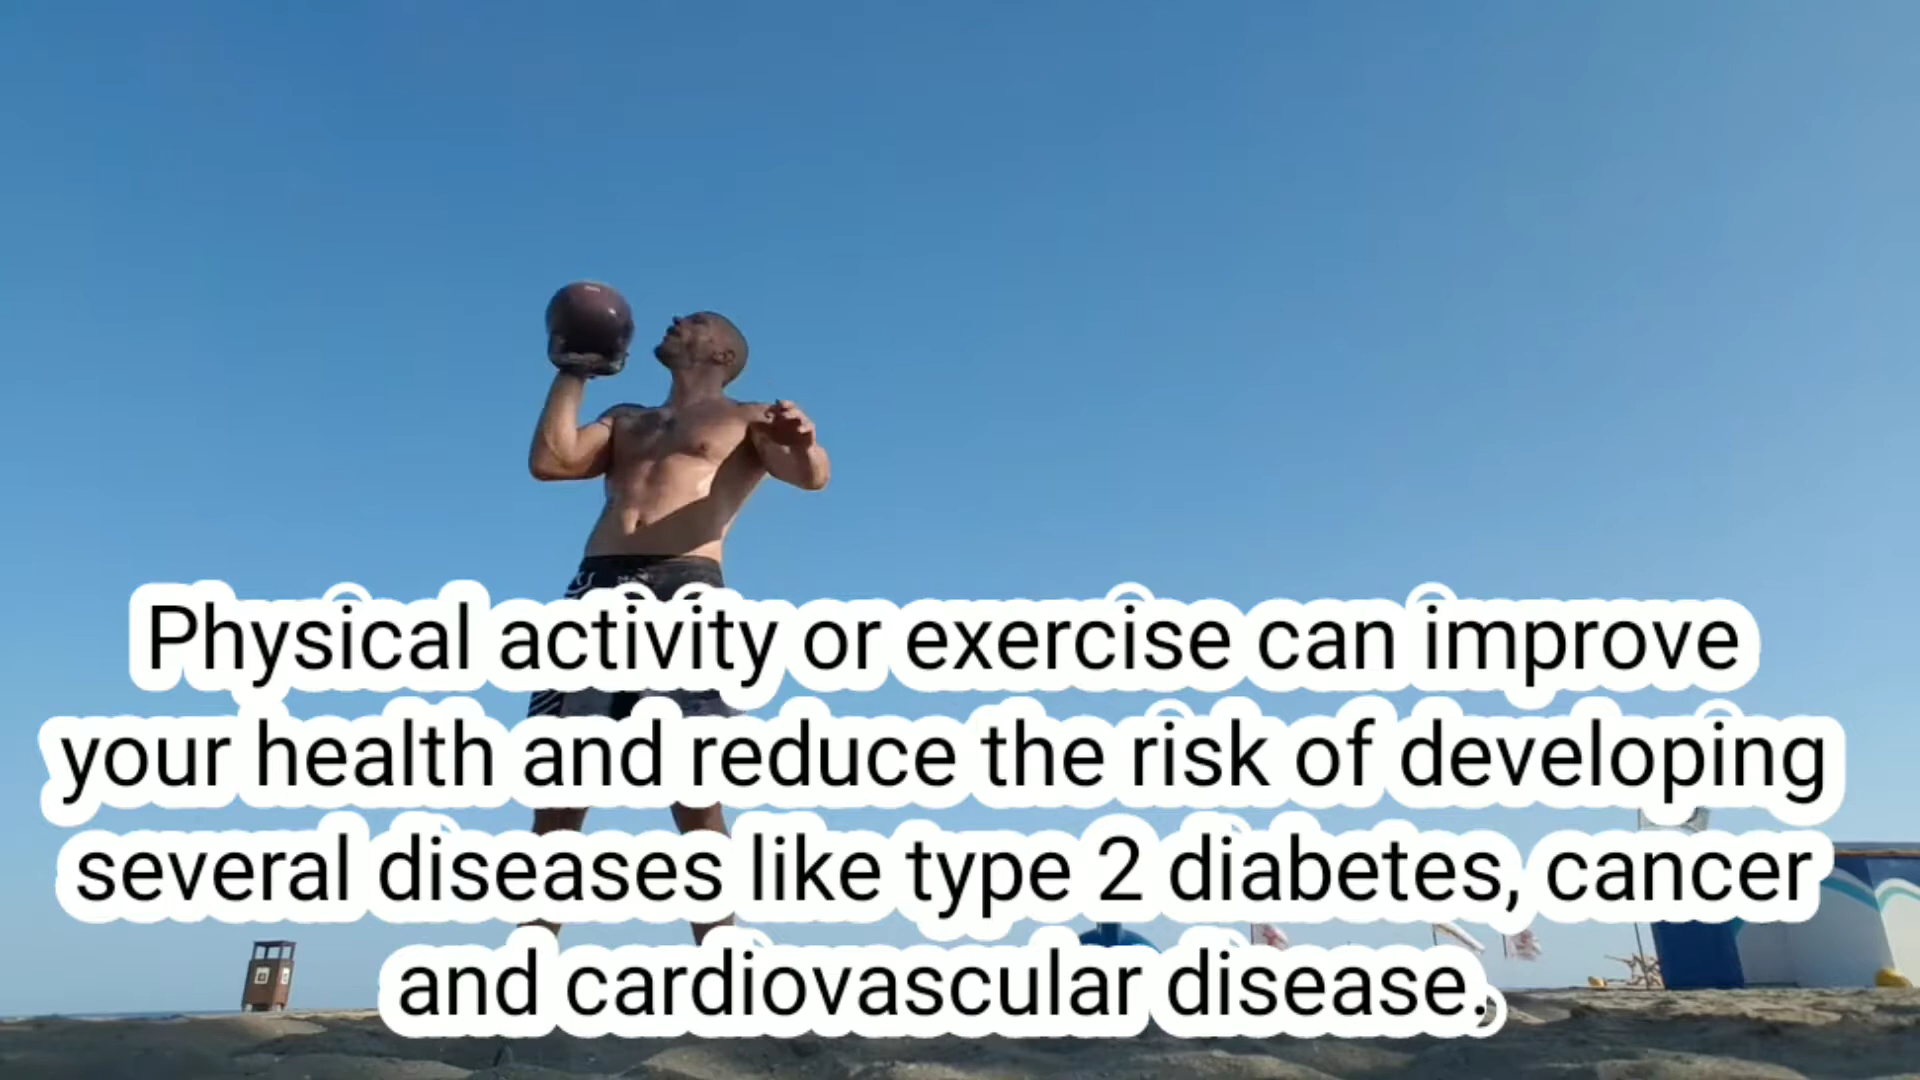 Physical activity or exercise can improve
your health and reduce the risk of developing
several diseases like type 2 diabetes, cancer
and cardiovascular disease.